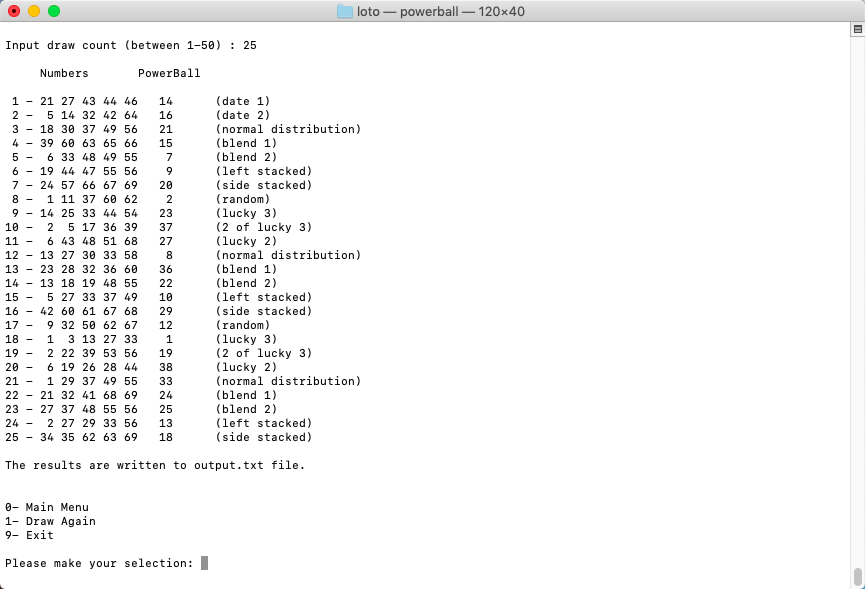 loto — powerball — 120×40
Input draw count (between 1–50) : 25
Numbers PowerBall
1 – 21 27 43 44 46 14 (date 1)
2 – 5 14 32 42 64 16 (date 2)
3 – 18 30 37 49 56 21 (normal distribution)
4 – 39 60 63 65 66 15 (blend 1)
5 – 6 33 48 49 55 7 (blend 2)
6 – 19 44 47 55 56 9 (left stacked)
7 – 24 57 66 67 69 20 (side stacked)
8 – 1 11 37 60 62 2 (random)
9 – 14 25 33 44 54 23 (lucky 3)
10 – 2 5 17 36 39 37 (2 of lucky 3)
11 – 6 43 48 51 68 27 (lucky 2)
12 – 13 27 30 33 58 8 (normal distribution)
13 – 23 28 32 36 60 36 (blend 1)
14 – 13 18 19 48 55 22 (blend 2)
15 – 5 27 33 37 49 10 (left stacked)
16 – 42 60 61 67 68 29 (side stacked)
17 – 9 32 50 62 67 12 (random)
18 – 1 3 13 27 33 1 (lucky 3)
19 – 2 22 39 53 56 19 (2 of lucky 3)
20 – 6 19 26 28 44 38 (lucky 2)
21 – 1 29 37 49 55 33 (normal distribution)
22 – 21 32 41 68 69 24 (blend 1)
23 – 27 37 48 55 56 25 (blend 2)
24 – 2 27 29 33 56 13 (left stacked)
25 – 34 35 62 63 69 18 (side stacked)
The results are written to output.txt file.
0– Main Menu
1– Draw Again
9– Exit
Please make your selection: